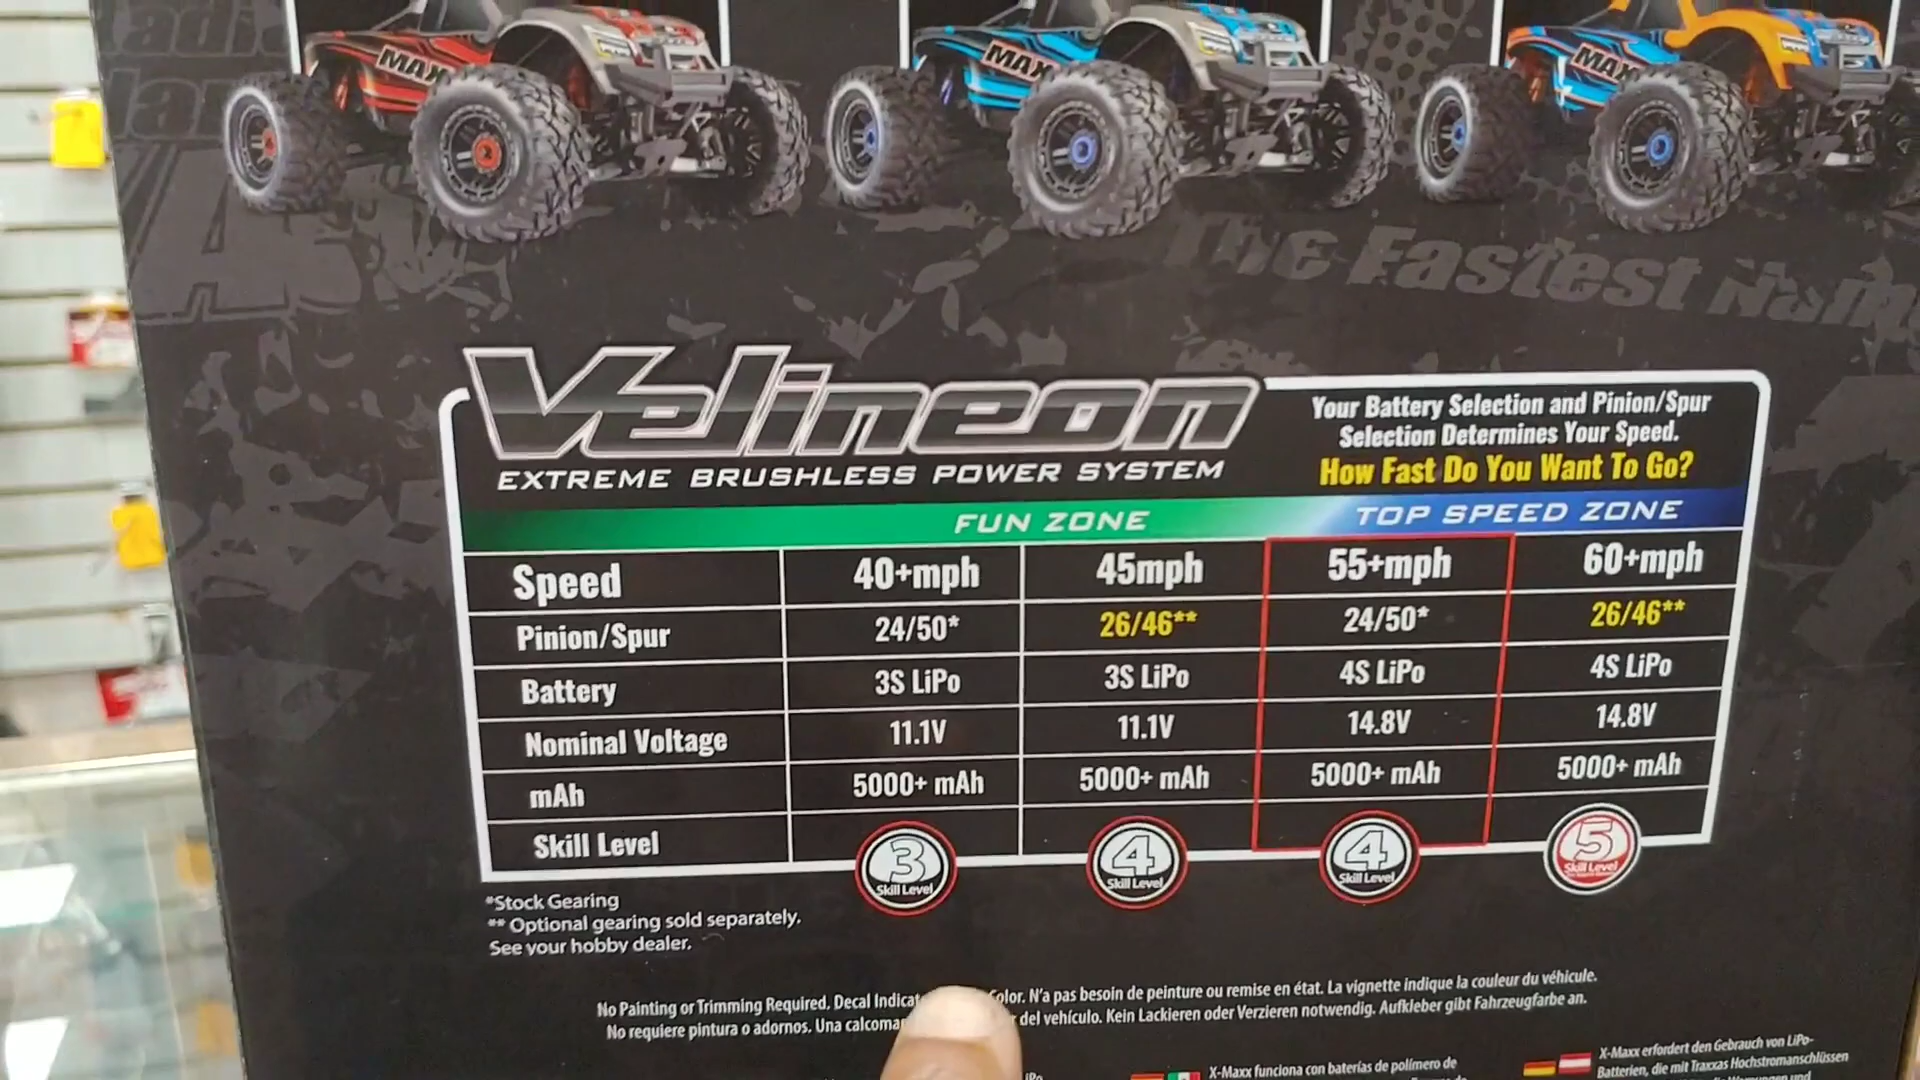 MAX
MAX
MAX
The Fastest Nam
Velineon
EXTREME BRUSHLESS POWER SYSTEM
Your Battery Selection and Pinion/Spur
Selection Determines Your Speed.
How Fast Do You Want To Go?
FUN ZONE TOP SPEED ZONE
Speed 40+mph 45mph 55+mph 60+mph
Pinion/Spur 24/50* 26/46** 24/50* 26/46**
Battery 3S LiPo 3S LiPo 4S LiPo 4S LiPo
Nominal Voltage 11.1V 11.1V 14.8V 14.8V
mAh 5000+ mAh 5000+ mAh 5000+ mAh 5000+ mAh
Skill Level 3 Skill Level 4 Skill Level 4 Skill Level 5 Skill Level
*Stock Gearing
** Optional gearing sold separately.
See your hobby dealer.
No Painting or Trimming Required. Decal Indicat olor. N'a pas besoin de peinture ou remise en état. La vignette indique la couleur du véhicule.
No requiere pintura o adornos. Una calcoma del vehículo. Kein Lackieren oder Verzieren notwendig. Aufkleber gibt Fahrzeugfarbe an.
X-Maxx funciona con baterías de polímero de
X-Maxx erfordert den Gebrauch von LiPo-
Batterien, die mit Traxxas Hochstromanschlüssen